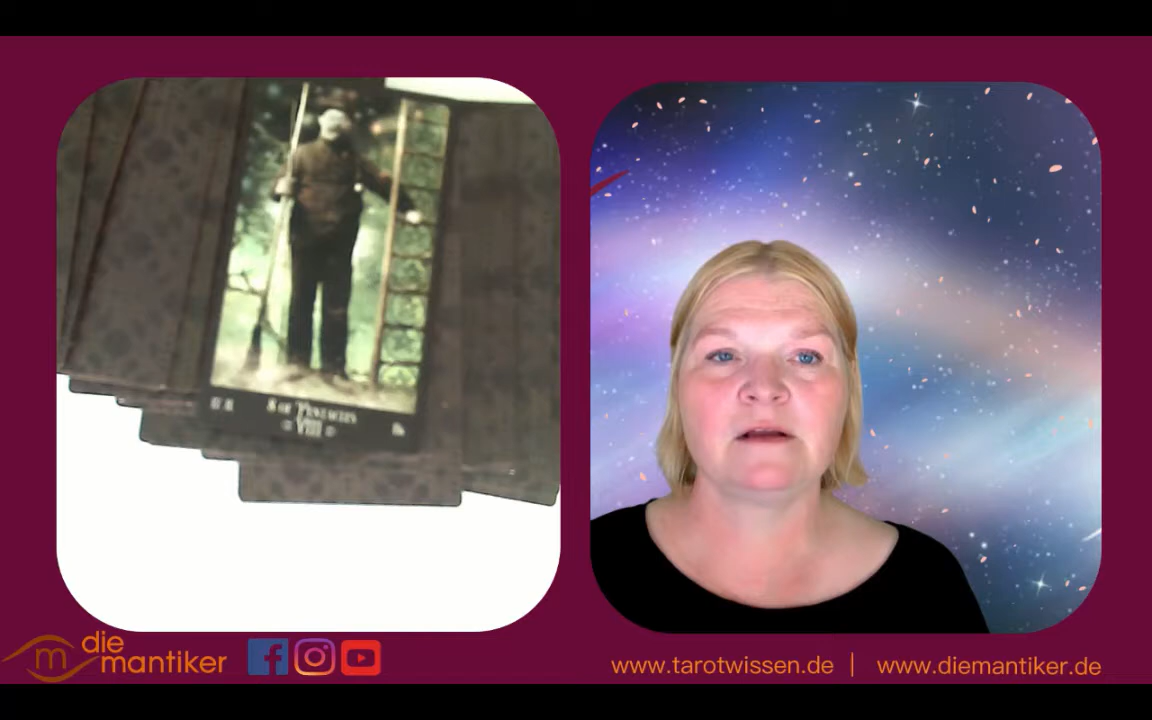 8 OF PENTACLES
VIII
die
mantiker
www.tarotwissen.de | www.diemantiker.de